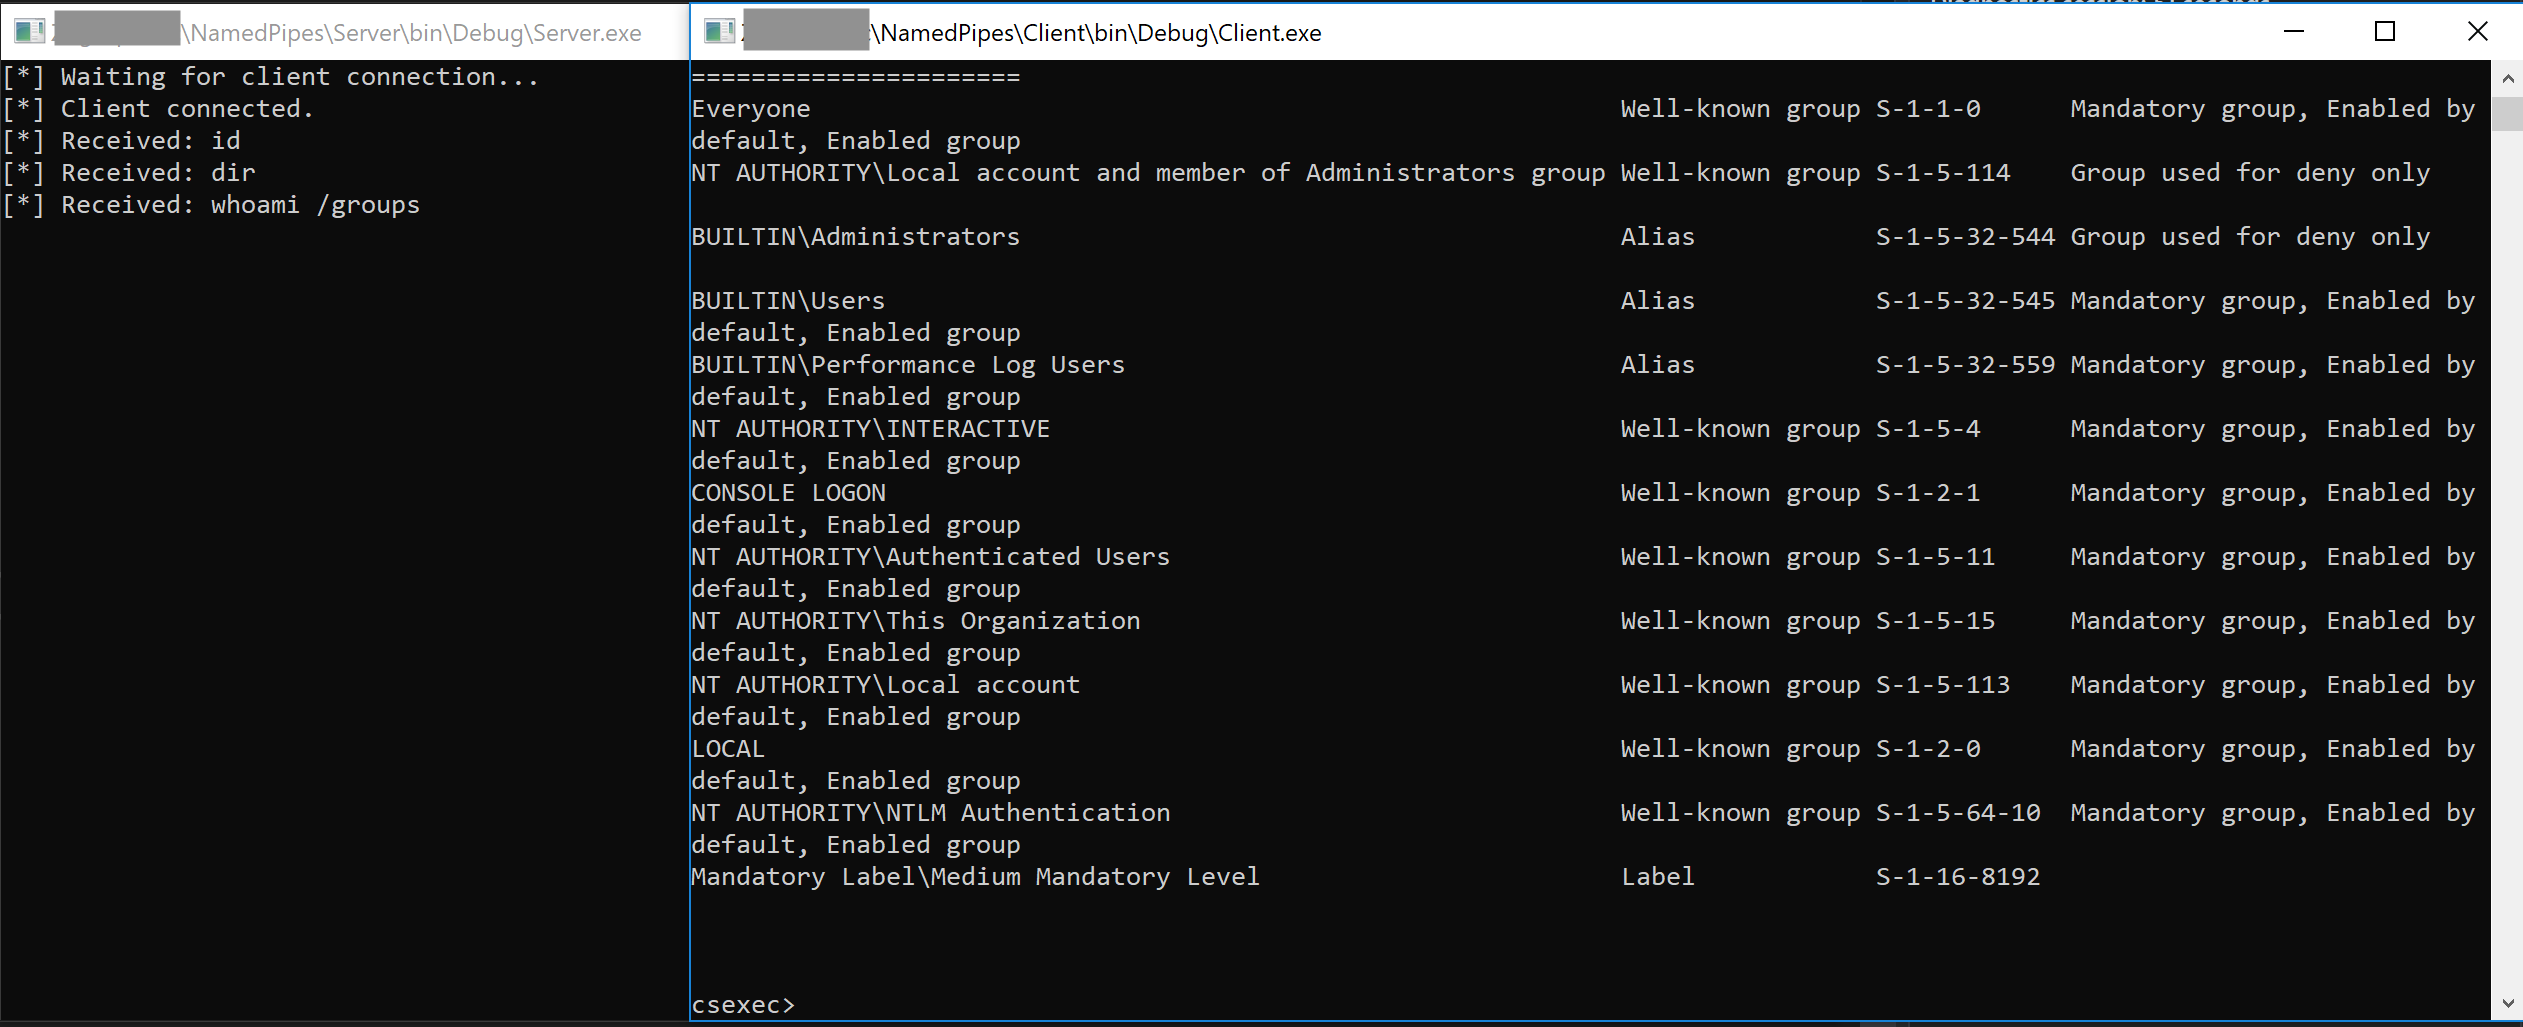 \NamedPipes\Server\bin\Debug\Server.exe
[*] Waiting for client connection...
[*] Client connected.
[*] Received: id
[*] Received: dir
[*] Received: whoami /groups
\NamedPipes\Client\bin\Debug\Client.exe
======================
Everyone Well-known group S-1-1-0 Mandatory group, Enabled by
default, Enabled group
NT AUTHORITY\Local account and member of Administrators group Well-known group S-1-5-114 Group used for deny only
BUILTIN\Administrators Alias S-1-5-32-544 Group used for deny only
BUILTIN\Users Alias S-1-5-32-545 Mandatory group, Enabled by
default, Enabled group
BUILTIN\Performance Log Users Alias S-1-5-32-559 Mandatory group, Enabled by
default, Enabled group
NT AUTHORITY\INTERACTIVE Well-known group S-1-5-4 Mandatory group, Enabled by
default, Enabled group
CONSOLE LOGON Well-known group S-1-2-1 Mandatory group, Enabled by
default, Enabled group
NT AUTHORITY\Authenticated Users Well-known group S-1-5-11 Mandatory group, Enabled by
default, Enabled group
NT AUTHORITY\This Organization Well-known group S-1-5-15 Mandatory group, Enabled by
default, Enabled group
NT AUTHORITY\Local account Well-known group S-1-5-113 Mandatory group, Enabled by
default, Enabled group
LOCAL Well-known group S-1-2-0 Mandatory group, Enabled by
default, Enabled group
NT AUTHORITY\NTLM Authentication Well-known group S-1-5-64-10 Mandatory group, Enabled by
default, Enabled group
Mandatory Label\Medium Mandatory Level Label S-1-16-8192
csexec>